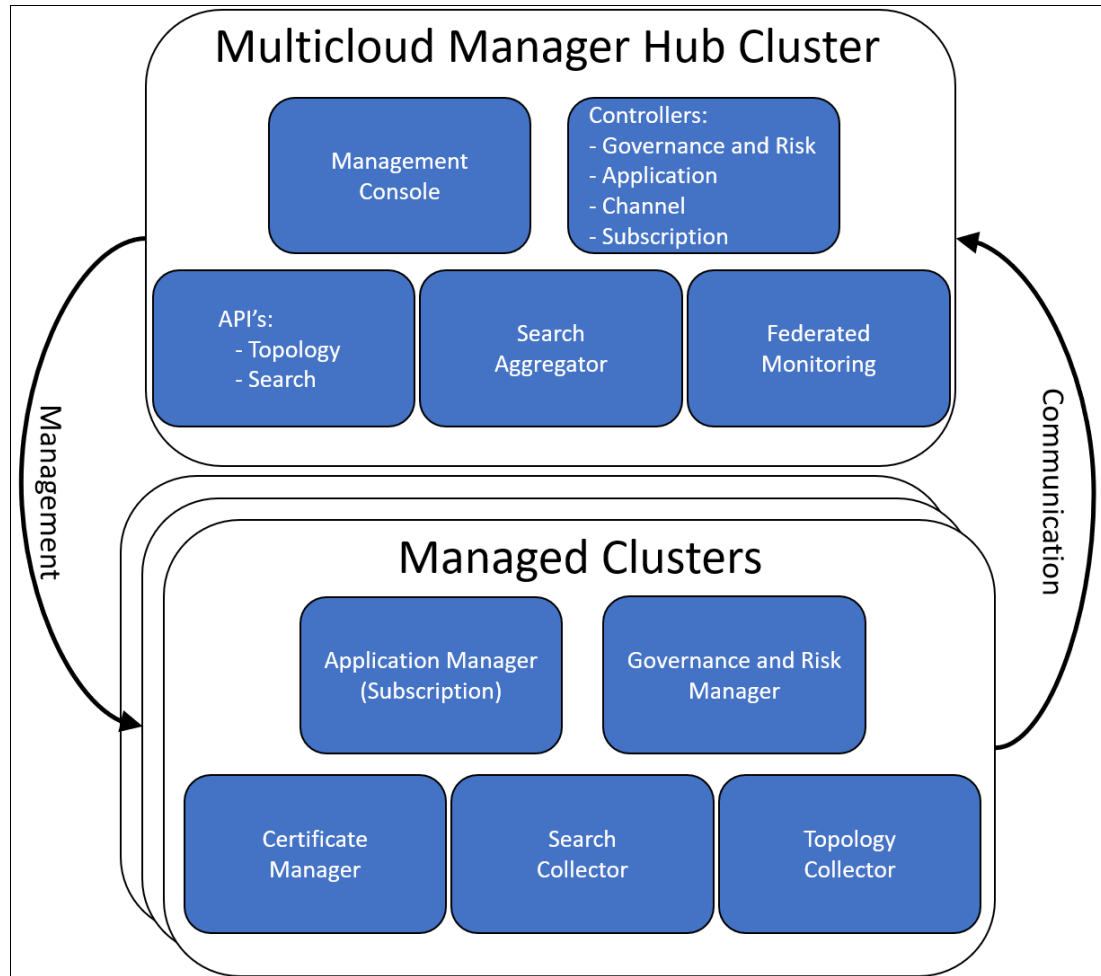 Multicloud Manager Hub Cluster
Management
Console
Controllers:
- Governance and Risk
- Application
- Channel
- Subscription
API's:
- Topology
- Search
Search
Aggregator
Federated
Monitoring
Management
Communication
Managed Clusters
Application Manager
(Subscription)
Governance and Risk
Manager
Certificate
Manager
Search
Collector
Topology
Collector